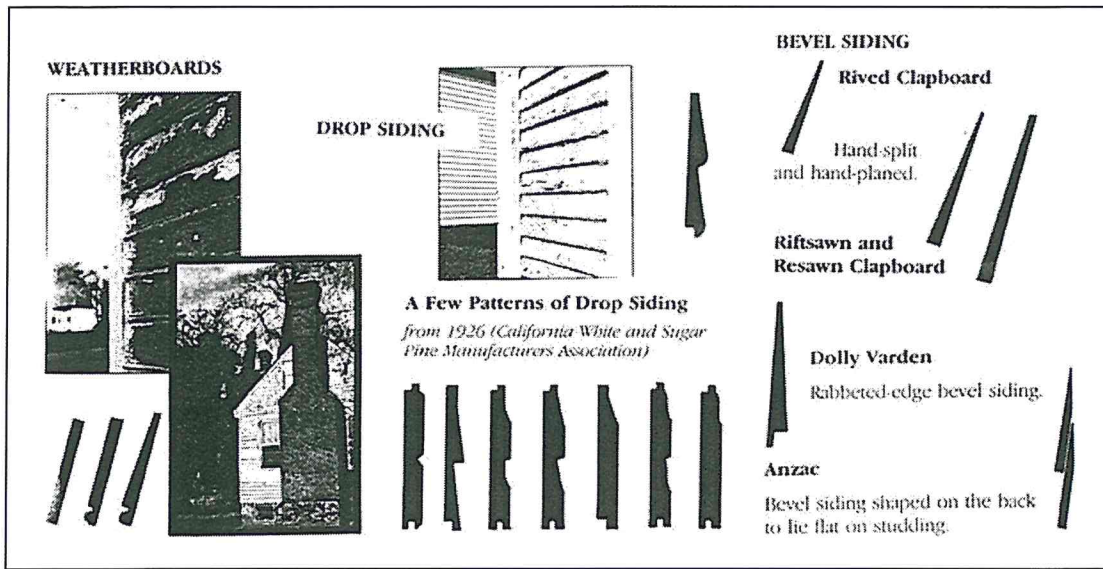 WEATHERBOARDS
DROP SIDING
A Few Patterns of Drop Siding
from 1926 (California White and Sugar
Pine Manufacturers Association)
BEVEL SIDING
Rived Clapboard
Hand-split
and hand-planed.
Riftsawn and
Resawn Clapboard
Dolly Varden
Rabbeted-edge bevel siding.
Anzac
Bevel siding shaped on the back
to lie flat on studding.